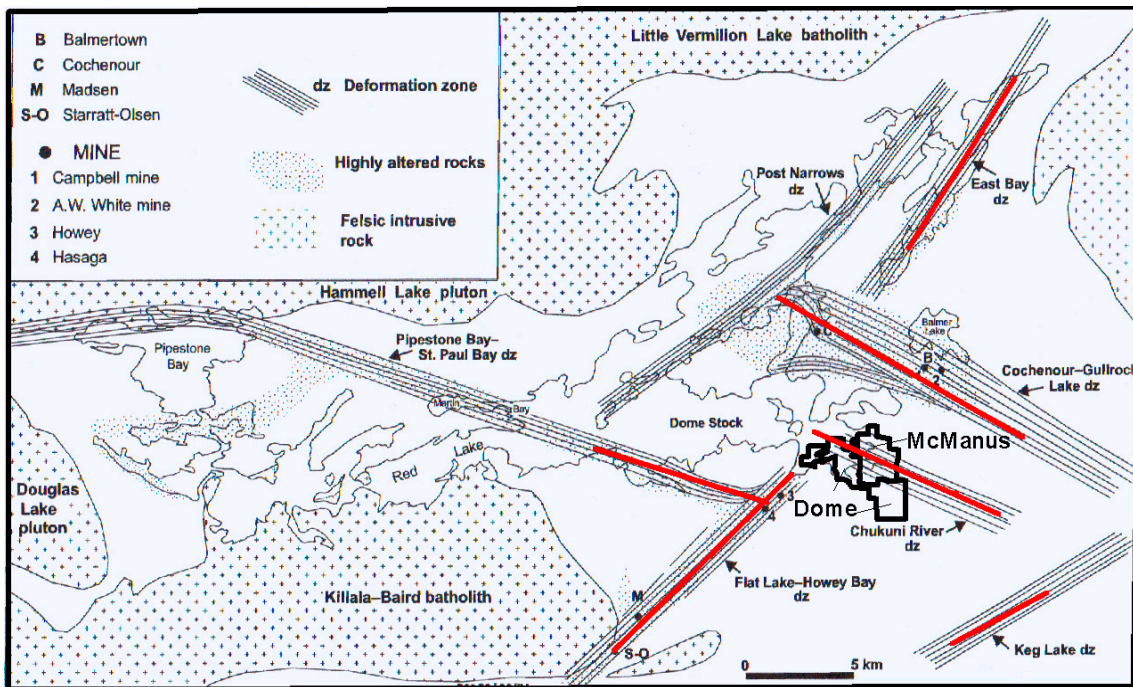 B Balmertown
C Cochenour
M Madsen
S-O Starratt-Olsen
MINE
1 Campbell mine
2 A.W. White mine
3 Howey
4 Hasaga
dz Deformation zone
Highly altered rocks
Felsic intrusive
rock
Little Vermilion Lake batholith
Post Narrows
dz
East Bay
dz
Hammell Lake pluton
Pipestone
Bay
Pipestone Bay–
St. Paul Bay dz
C
Balmer
Lake
B
1
2
Cochenour–Gullrock
Lake dz
Martin
Bay
Dome Stock
McManus
Red Lake
Douglas
Lake
pluton
3
4
Dome
Chukuni River
dz
Flat Lake–Howey Bay
dz
Killala–Baird batholith
M
S-O
0 5 km
Keg Lake dz